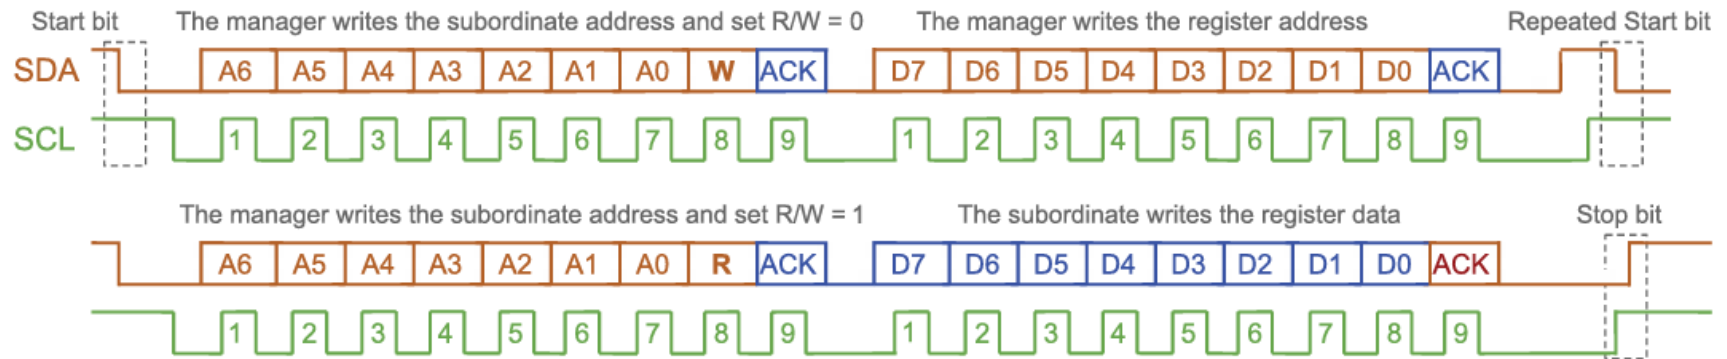 Start bit The manager writes the subordinate address and set R/W = 0 The manager writes the register address Repeated Start bit
SDA A6 A5 A4 A3 A2 A1 A0 W ACK D7 D6 D5 D4 D3 D2 D1 D0 ACK
SCL 1 2 3 4 5 6 7 8 9 1 2 3 4 5 6 7 8 9
The manager writes the subordinate address and set R/W = 1 The subordinate writes the register data Stop bit
A6 A5 A4 A3 A2 A1 A0 R ACK D7 D6 D5 D4 D3 D2 D1 D0 ACK
1 2 3 4 5 6 7 8 9 1 2 3 4 5 6 7 8 9